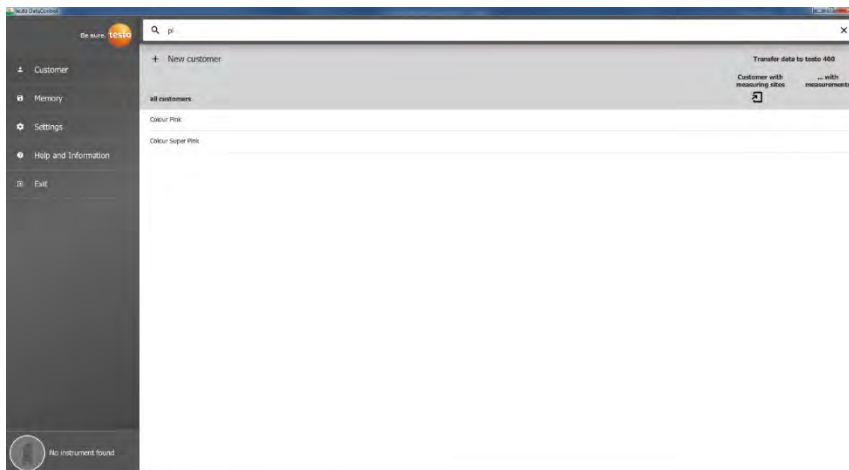 testo DataControl
Be sure. testo
pi
Customer
Memory
Settings
Help and Information
Exit
+ New customer
Transfer data to testo 400
Customer with
measuring sites
... with
measurements
all customers
Colour Pink
Colour Super Pink
No instrument found